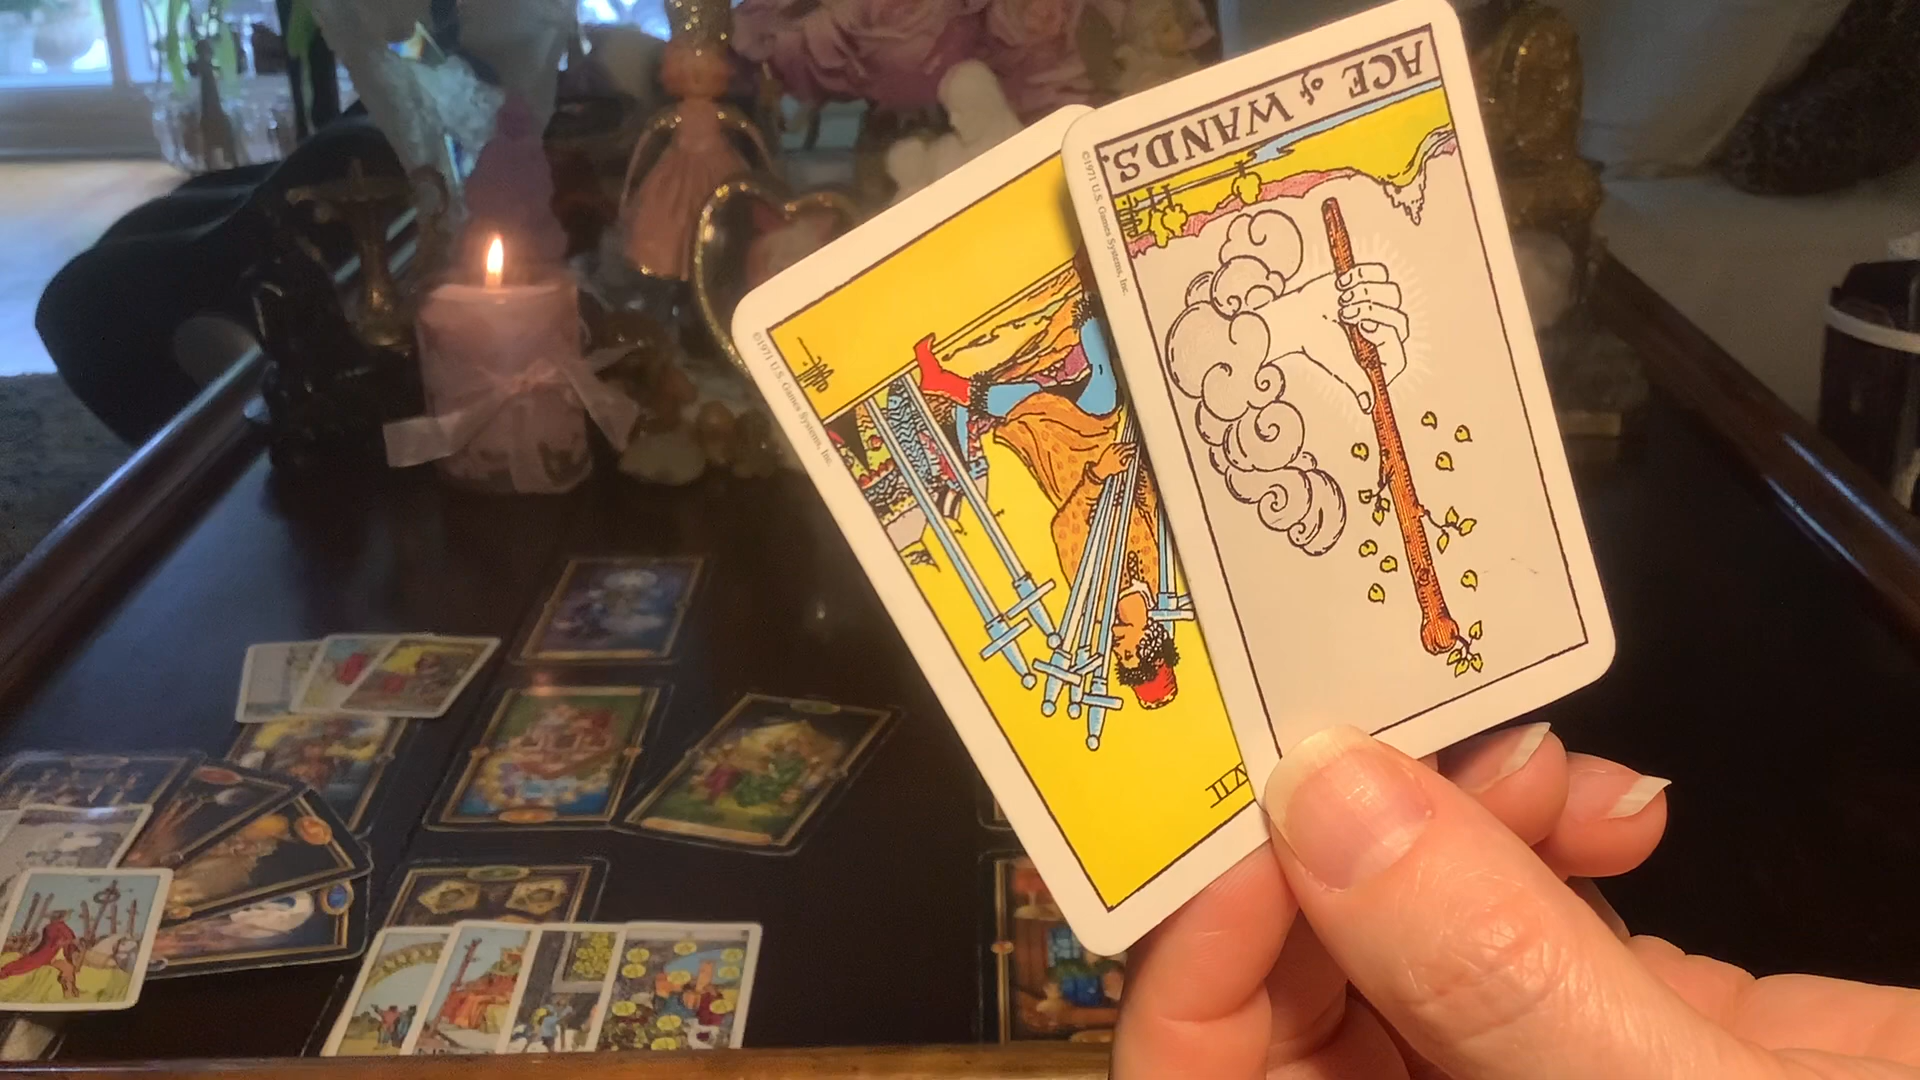 ACE of WANDS.
©1971 U.S. Games Systems, Inc.
©1971 U.S. Games Systems, Inc.
VII